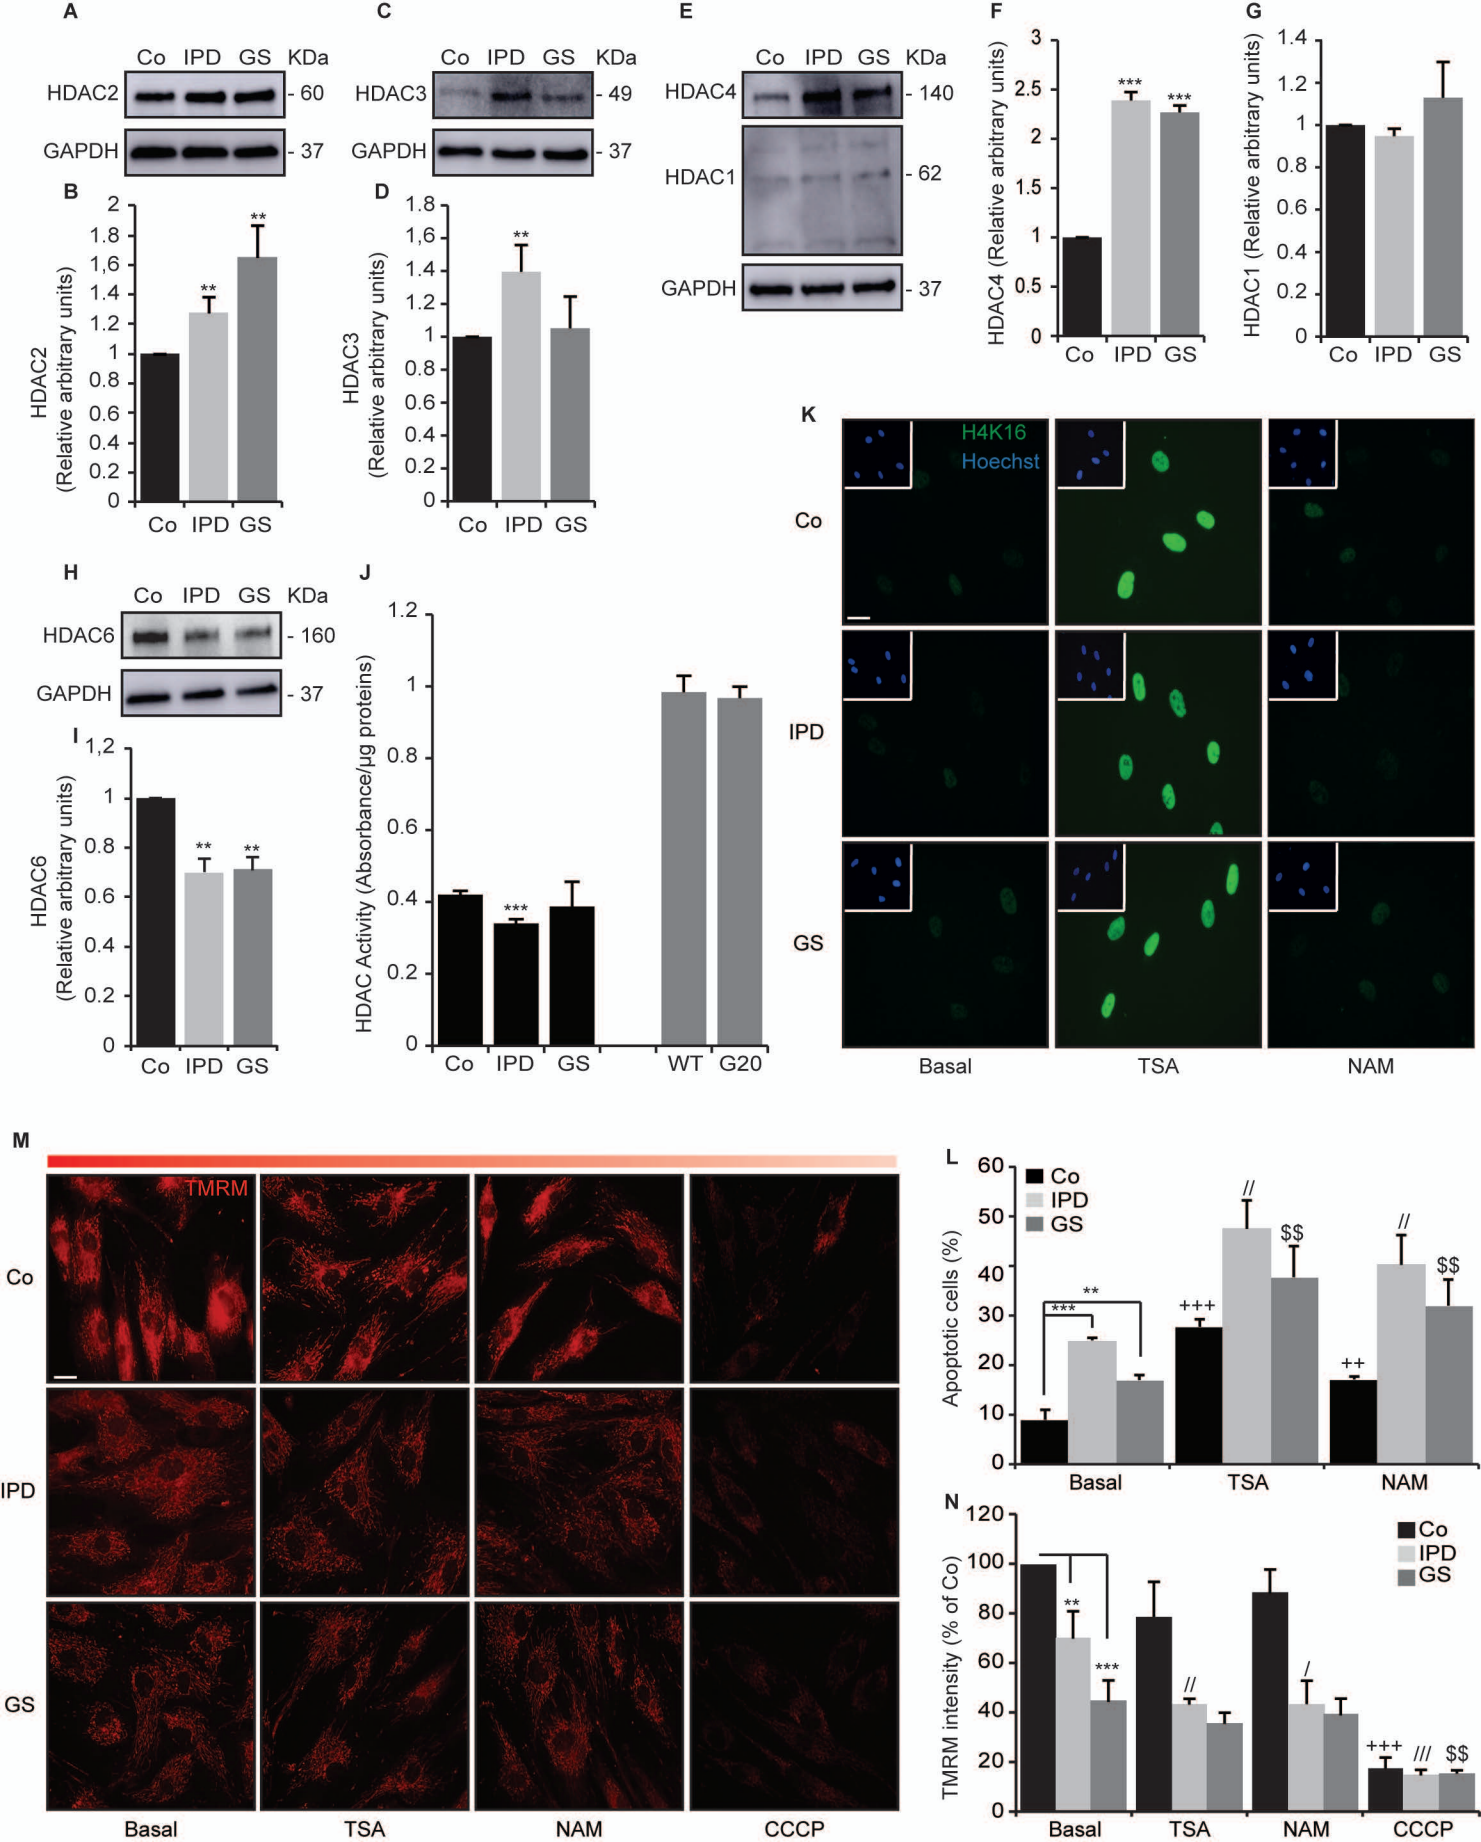 A
Co IPD GS KDa
HDAC2 - 60
GAPDH - 37
B
HDAC2
(Relative arbitrary units)
2
1.8
1,6
1.4
1.2
1
0.8
0.6
0.4
0.2
0
** **
Co IPD GS
C
Co IPD GS KDa
HDAC3 - 49
GAPDH - 37
D
HDAC3
(Relative arbitrary units)
1.8
1.6
1.4
1.2
1
0.8
0.6
0.4
0.2
0
**
Co IPD GS
E
Co IPD GS KDa
HDAC4 - 140
HDAC1 - 62
GAPDH - 37
F
HDAC4 (Relative arbitrary units)
3
2.5
2
1.5
1
0.5
0
*** ***
Co IPD GS
G
HDAC1 (Relative arbitrary units)
1.4
1.2
1
0.8
0.6
0.4
0.2
0
Co IPD GS
H
Co IPD GS KDa
HDAC6 - 160
GAPDH - 37
I
HDAC6
(Relative arbitrary units)
1,2
1
0.8
0.6
0.4
0.2
0
** **
Co IPD GS
J
HDAC Activity (Absorbance/µg proteins)
1.2
1
0.8
0.6
0.4
0.2
0
***
Co IPD GS WT G20
K
H4K16
Hoechst
Co
IPD
GS
Basal TSA NAM
M
TMRM
Co
IPD
GS
Basal TSA NAM CCCP
L
Apoptotic cells (%)
60
50
40
30
20
10
0
Co
IPD
GS
*** **
+++ // $$
++ // $$
Basal TSA NAM
N
TMRM intensity (% of Co)
120
100
80
60
40
20
0
Co
IPD
GS
** ***
//
/
+++ /// $$
Basal TSA NAM CCCP